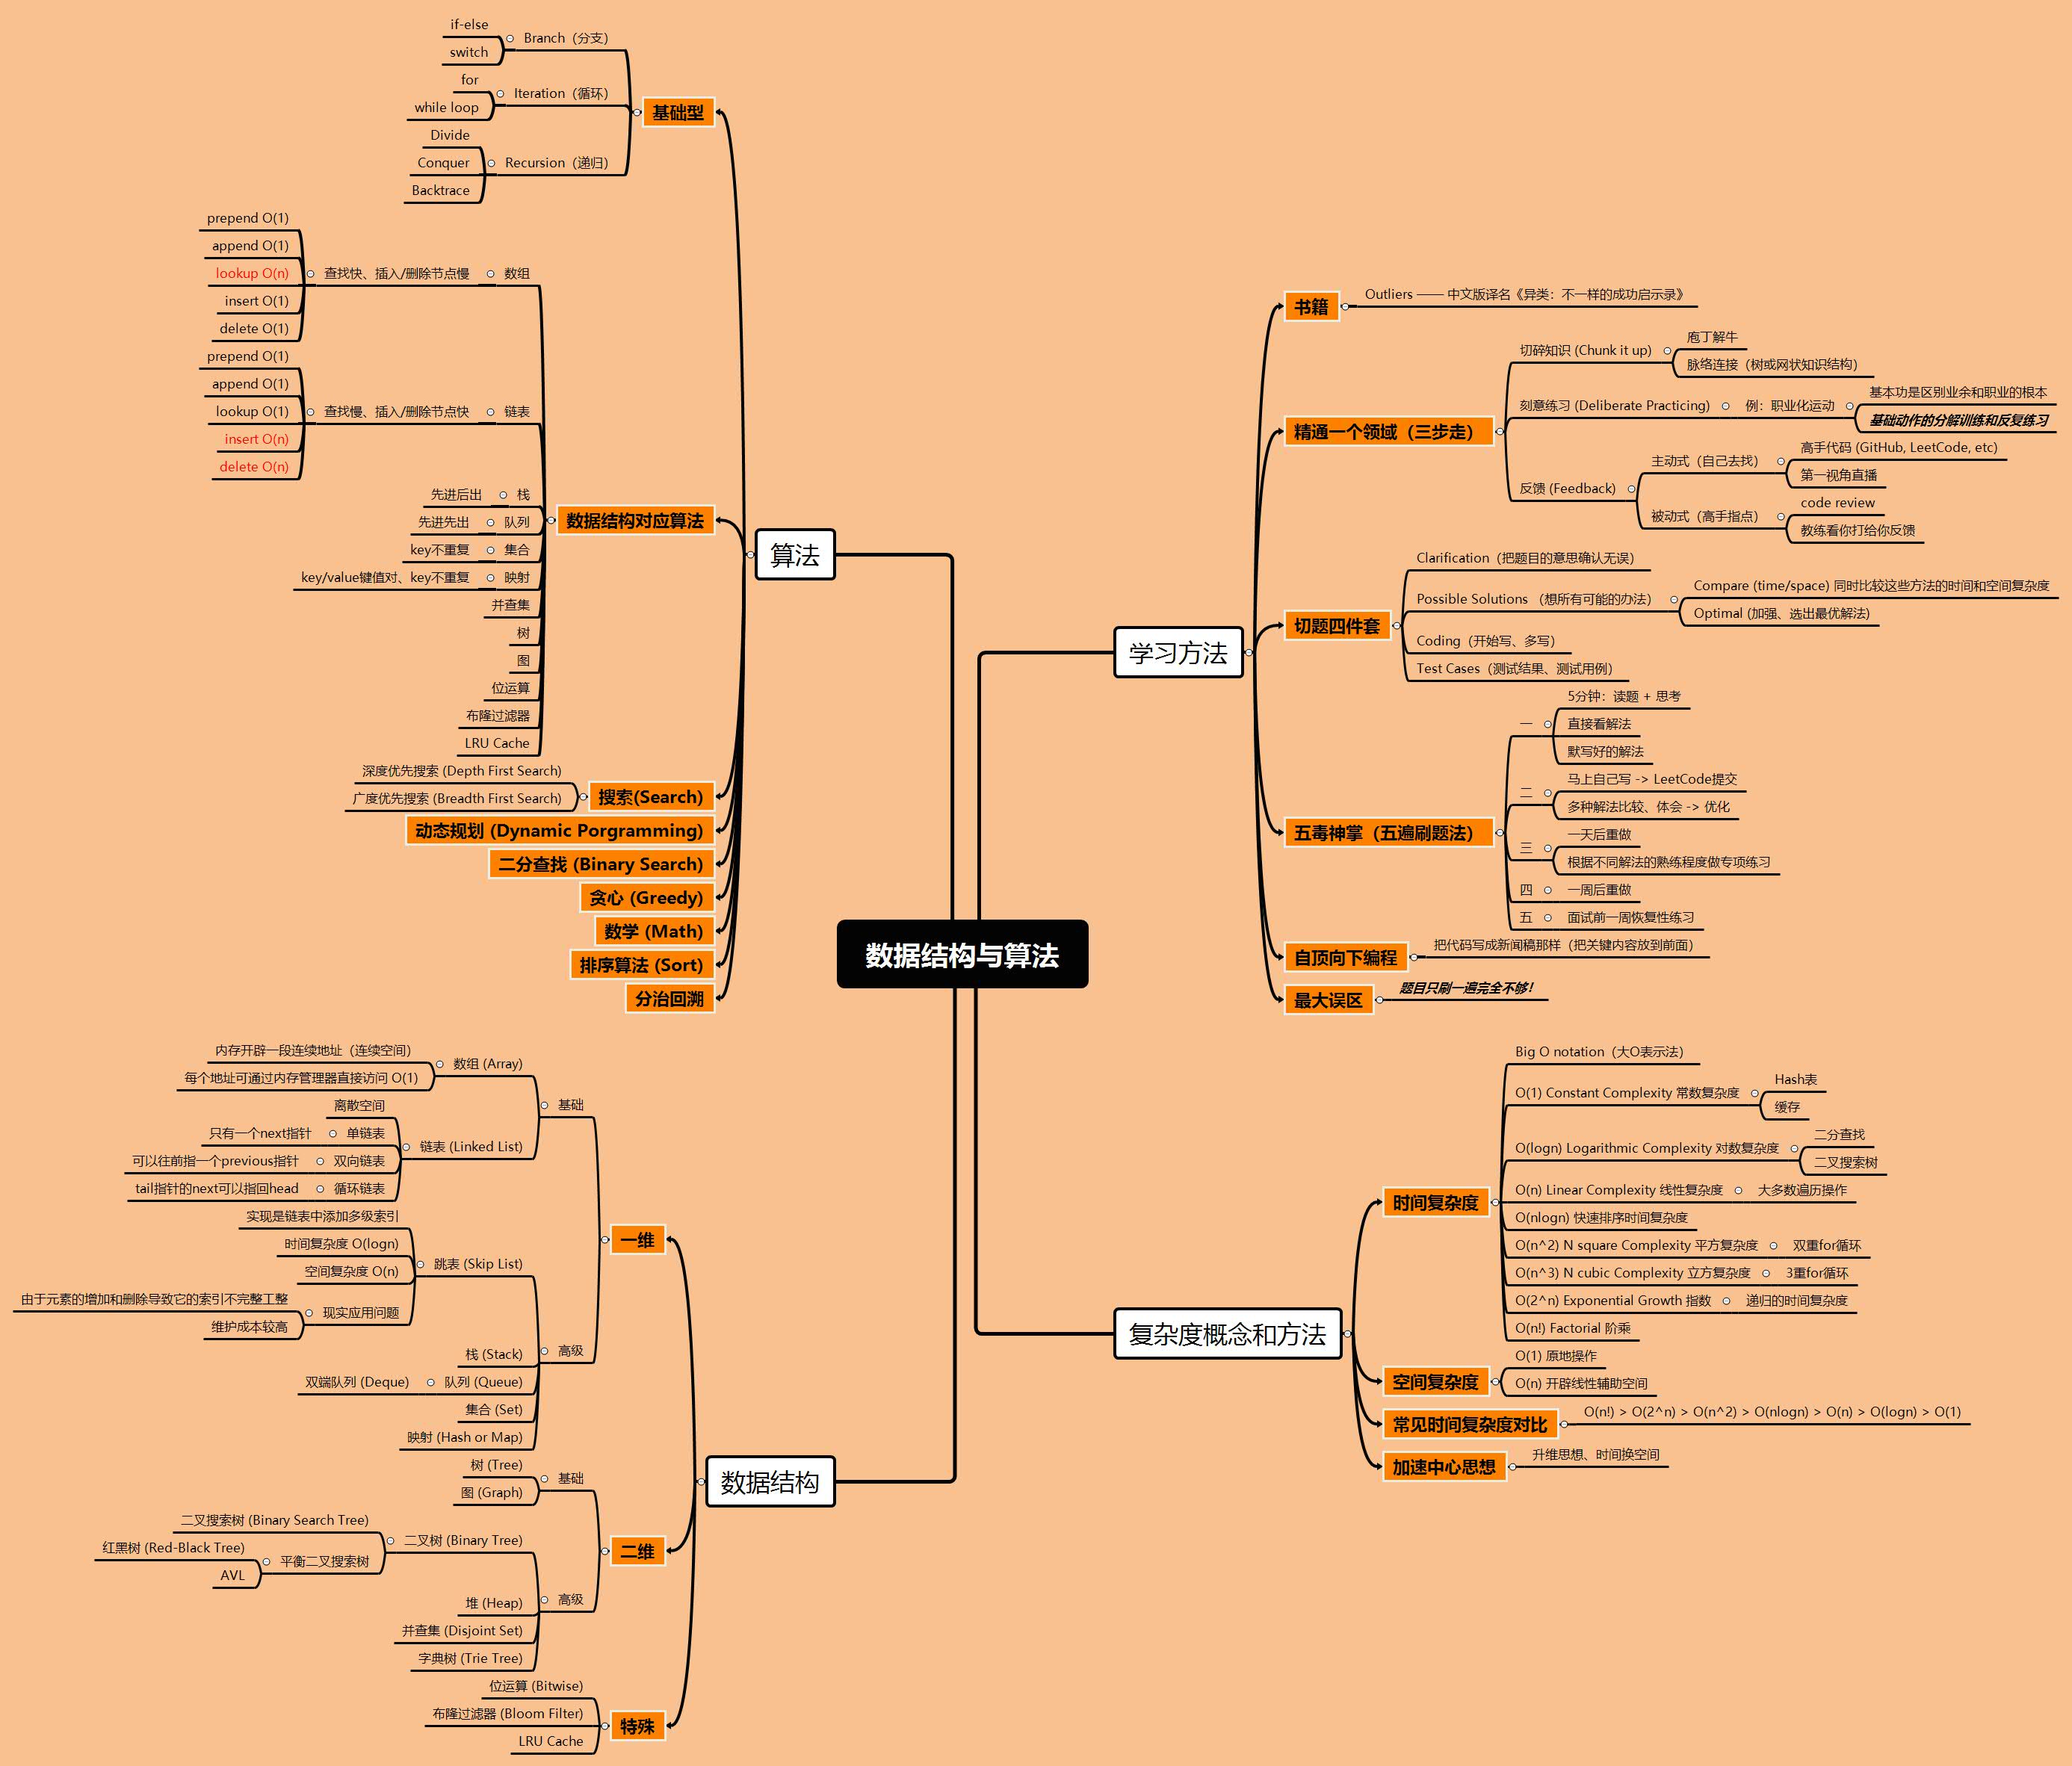 数据结构与算法
算法
基础型
Branch（分支）
if-else
switch
Iteration（循环）
for
while loop
Recursion（递归）
Divide
Conquer
Backtrace
数据结构对应算法
数组
查找快、插入/删除节点慢
prepend O(1)
append O(1)
lookup O(n)
insert O(1)
delete O(1)
链表
查找慢、插入/删除节点快
prepend O(1)
append O(1)
lookup O(1)
insert O(n)
delete O(n)
栈
先进后出
队列
先进先出
集合
key不重复
映射
key/value键值对、key不重复
并查集
树
图
位运算
布隆过滤器
LRU Cache
搜索(Search)
深度优先搜索 (Depth First Search)
广度优先搜索 (Breadth First Search)
动态规划 (Dynamic Porgramming)
二分查找 (Binary Search)
贪心 (Greedy)
数学 (Math)
排序算法 (Sort)
分治回溯
数据结构
一维
基础
数组 (Array)
内存开辟一段连续地址（连续空间）
每个地址可通过内存管理器直接访问 O(1)
链表 (Linked List)
离散空间
单链表
只有一个next指针
双向链表
可以往前指一个previous指针
循环链表
tail指针的next可以指回head
高级
跳表 (Skip List)
实现是链表中添加多级索引
时间复杂度 O(logn)
空间复杂度 O(n)
现实应用问题
由于元素的增加和删除导致它的索引不完整工整
维护成本较高
栈 (Stack)
队列 (Queue)
双端队列 (Deque)
集合 (Set)
映射 (Hash or Map)
二维
基础
树 (Tree)
图 (Graph)
高级
二叉树 (Binary Tree)
二叉搜索树 (Binary Search Tree)
平衡二叉搜索树
红黑树 (Red-Black Tree)
AVL
堆 (Heap)
并查集 (Disjoint Set)
字典树 (Trie Tree)
特殊
位运算 (Bitwise)
布隆过滤器 (Bloom Filter)
LRU Cache
学习方法
书籍
Outliers —— 中文版译名《异类：不一样的成功启示录》
精通一个领域（三步走）
切碎知识 (Chunk it up)
庖丁解牛
脉络连接（树或网状知识结构）
刻意练习 (Deliberate Practicing)
例：职业化运动
基本功是区别业余和职业的根本
基础动作的分解训练和反复练习
反馈 (Feedback)
主动式（自己去找）
高手代码 (GitHub, LeetCode, etc)
第一视角直播
被动式（高手指点）
code review
教练看你打给你反馈
切题四件套
Clarification（把题目的意思确认无误）
Possible Solutions （想所有可能的办法）
Compare (time/space) 同时比较这些方法的时间和空间复杂度
Optimal (加强、选出最优解法)
Coding（开始写、多写）
Test Cases（测试结果、测试用例）
五毒神掌（五遍刷题法）
一
5分钟：读题 + 思考
直接看解法
默写好的解法
二
马上自己写 -> LeetCode提交
多种解法比较、体会 -> 优化
三
一天后重做
根据不同解法的熟练程度做专项练习
四
一周后重做
五
面试前一周恢复性练习
自顶向下编程
把代码写成新闻稿那样（把关键内容放到前面）
最大误区
题目只刷一遍完全不够！
复杂度概念和方法
时间复杂度
Big O notation（大O表示法）
O(1) Constant Complexity 常数复杂度
Hash表
缓存
O(logn) Logarithmic Complexity 对数复杂度
二分查找
二叉搜索树
O(n) Linear Complexity 线性复杂度
大多数遍历操作
O(nlogn) 快速排序时间复杂度
O(n^2) N square Complexity 平方复杂度
双重for循环
O(n^3) N cubic Complexity 立方复杂度
3重for循环
O(2^n) Exponential Growth 指数
递归的时间复杂度
O(n!) Factorial 阶乘
空间复杂度
O(1) 原地操作
O(n) 开辟线性辅助空间
常见时间复杂度对比
O(n!) > O(2^n) > O(n^2) > O(nlogn) > O(n) > O(logn) > O(1)
加速中心思想
升维思想、时间换空间